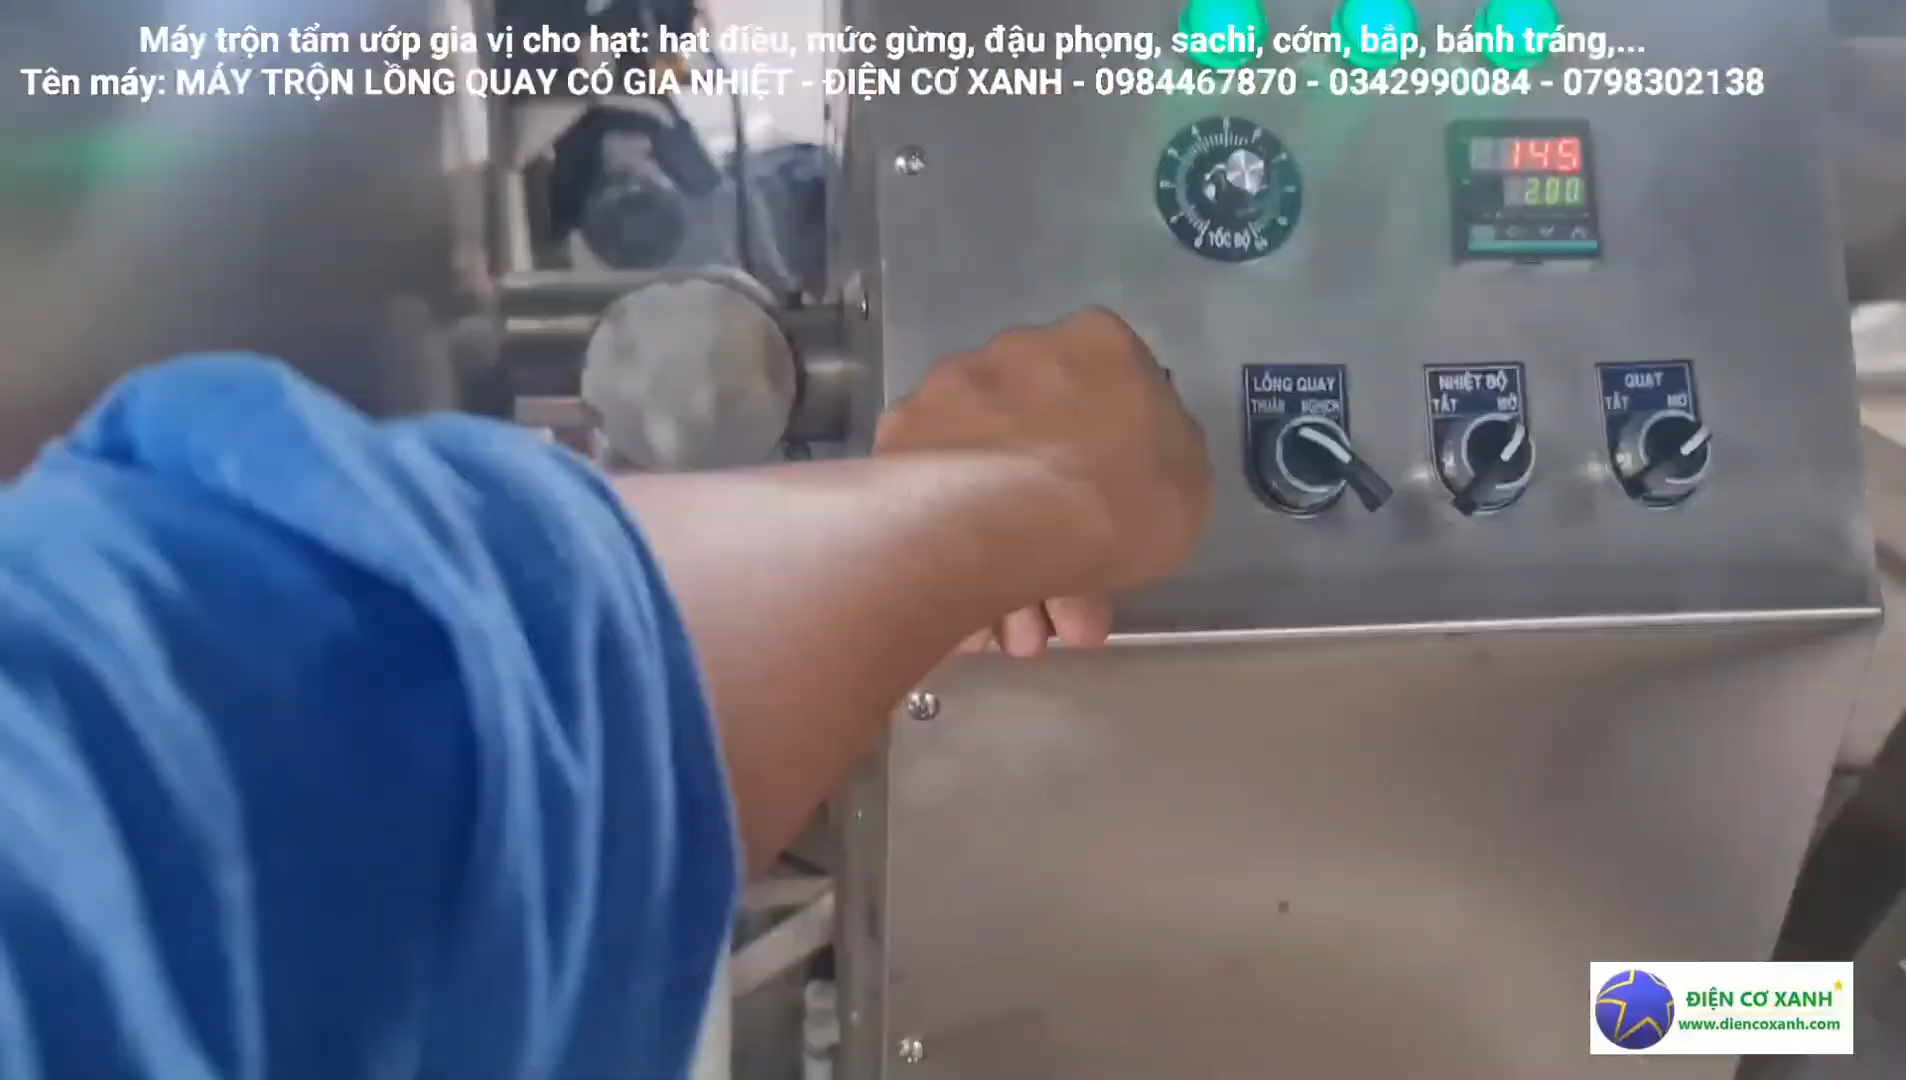 Máy trộn tẩm ướp gia vị cho hạt: hạt điều, mức gừng, đậu phọng, sachi, cớm, bắp, bánh tráng,...
Tên máy: MÁY TRỘN LỒNG QUAY CÓ GIA NHIỆT - ĐIỆN CƠ XANH - 0984467870 - 0342990084 - 0798302138
145
200
TỐC ĐỘ
LỒNG QUAY
THUẬN NGHỊCH
NHIỆT ĐỘ
TẮT MỞ
QUẠT
TẮT MỞ
ĐIỆN CƠ XANH
www.diencoxanh.com